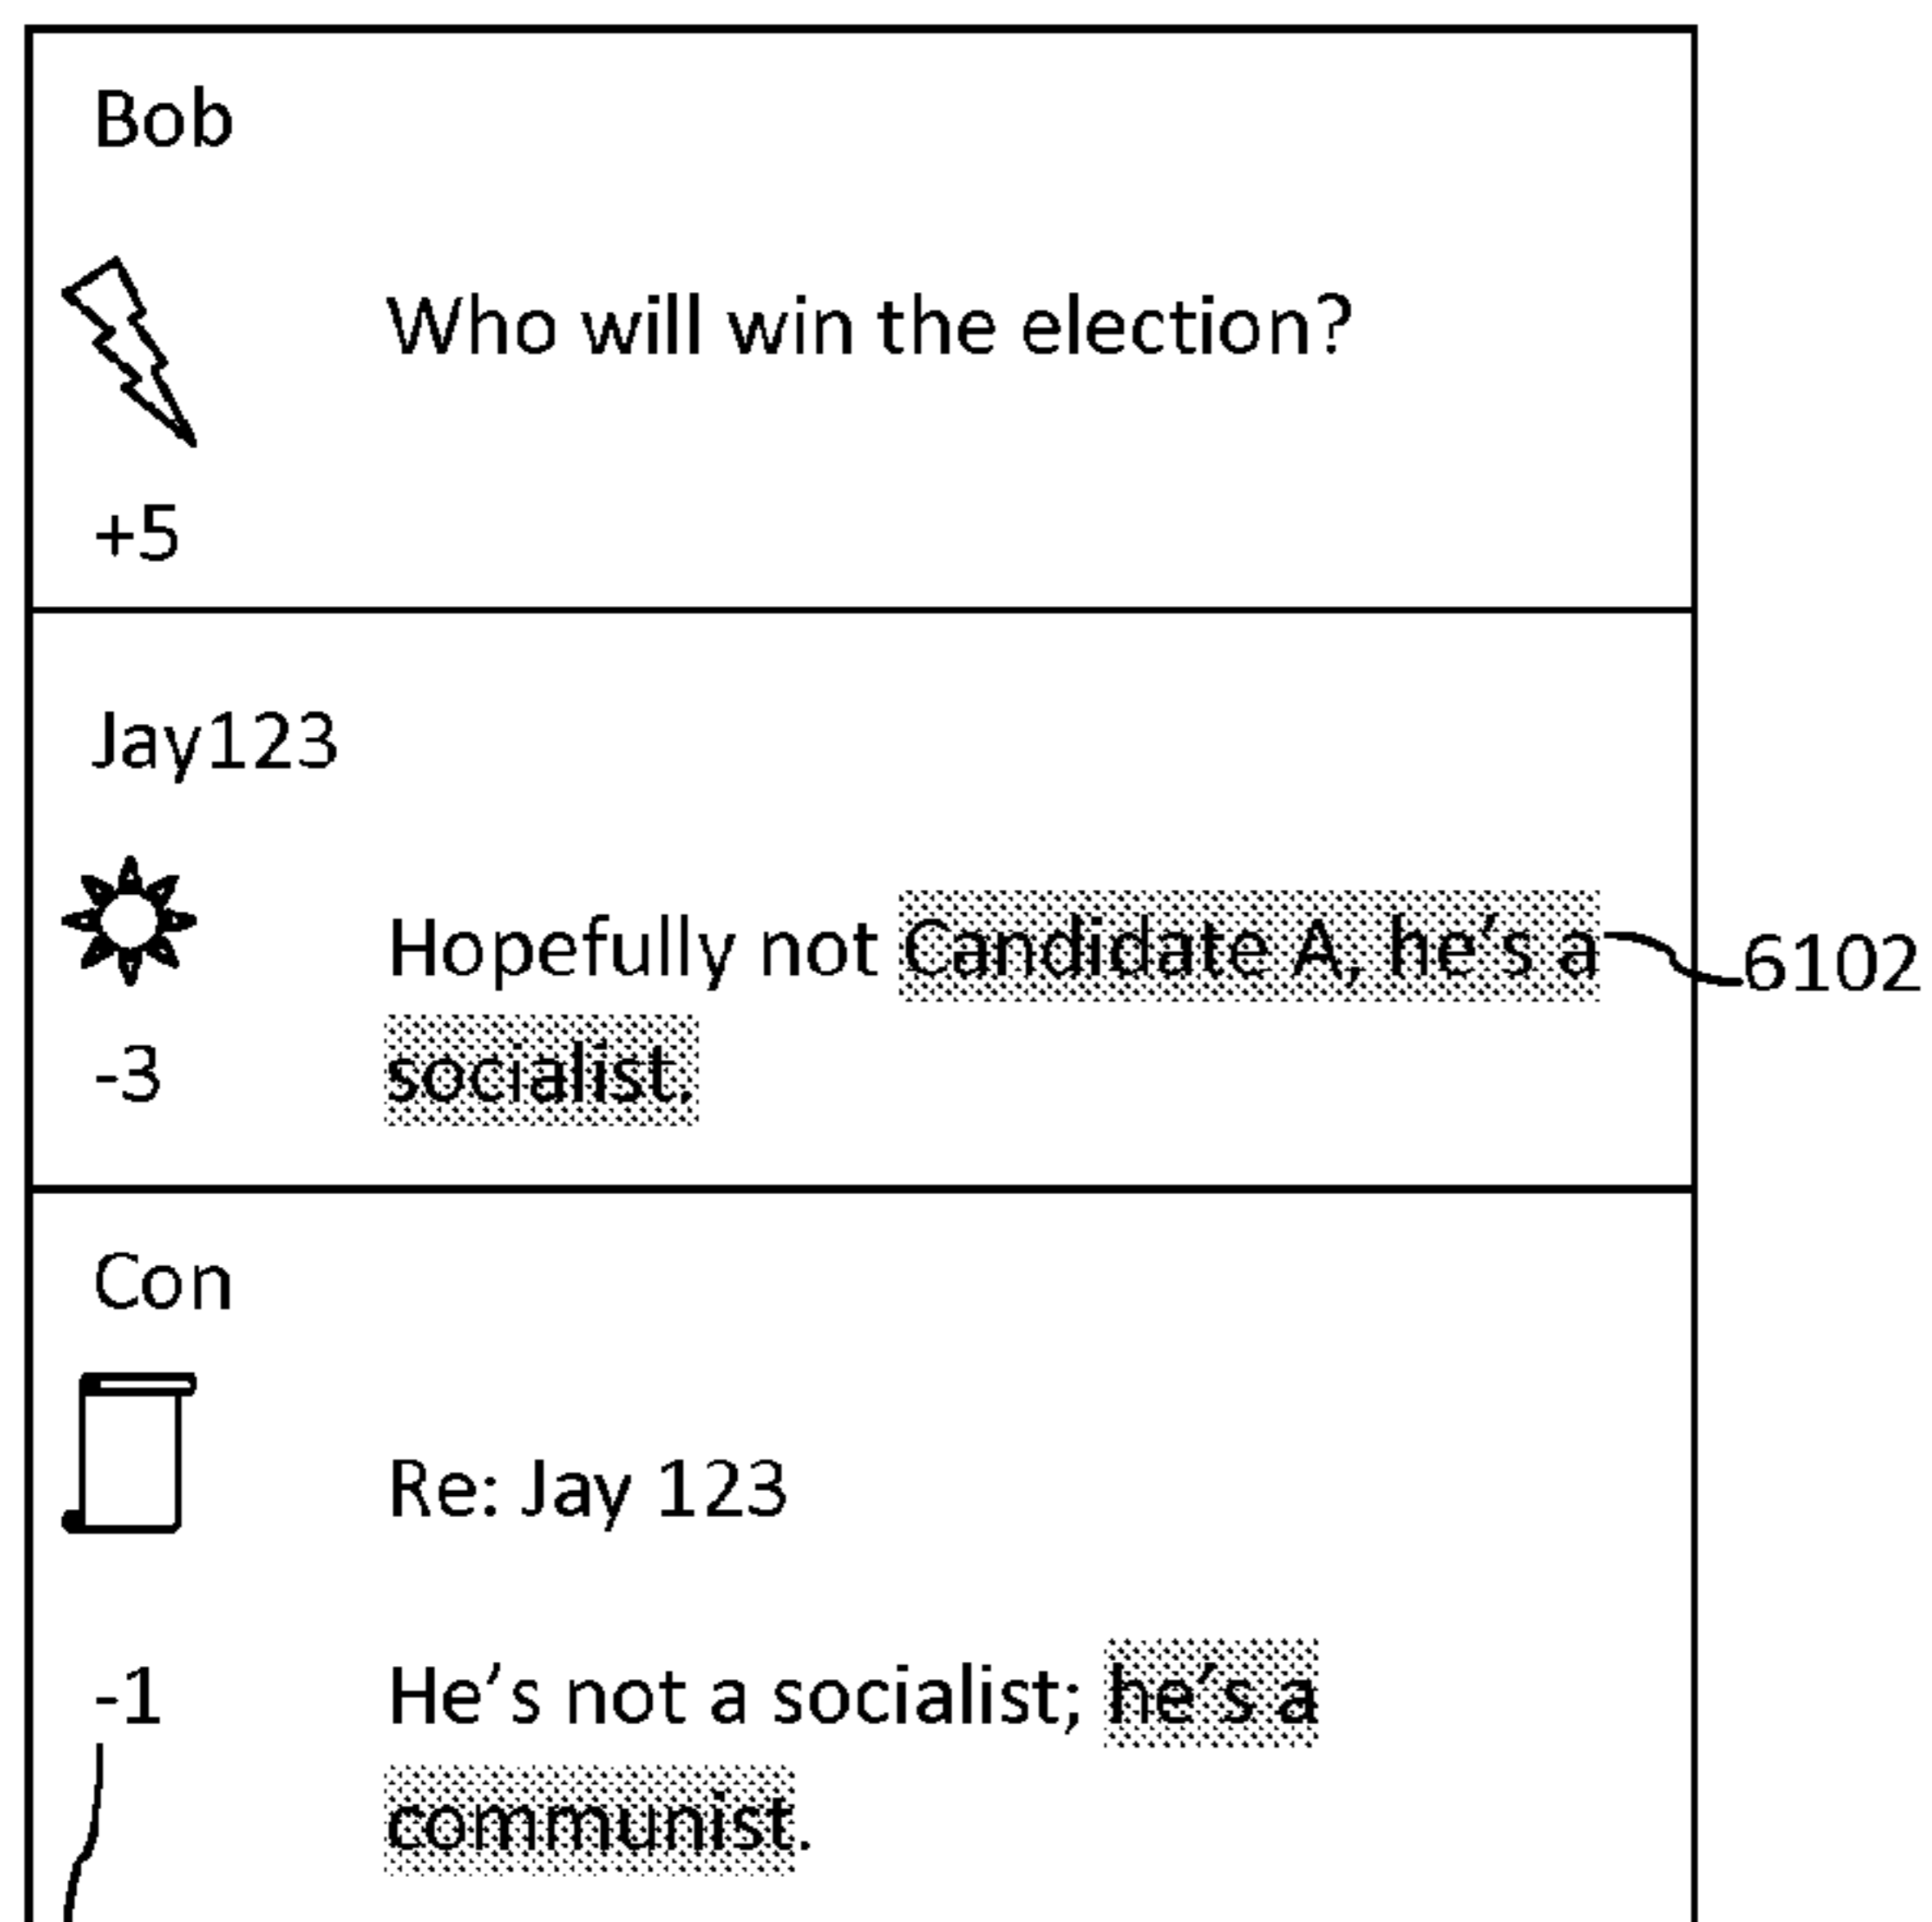 Bob
Who will win the election?
+5
Jay123
Hopefully not Candidate A, he's a
6102
-3
socialist.
Con
Re: Jay 123
-1
He's not a socialist; he's a
communist.